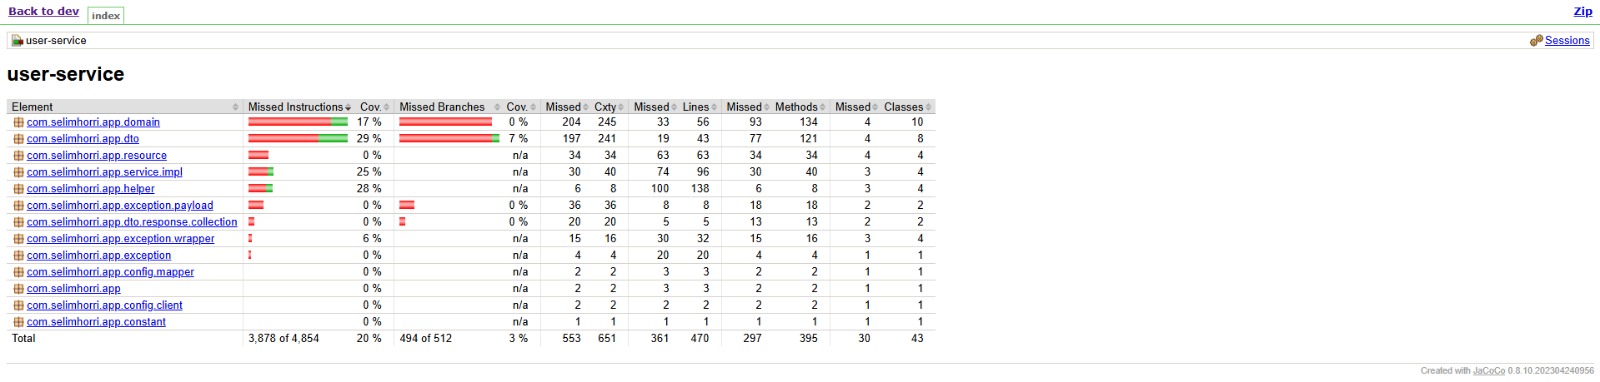 Back to dev index Zip
user-service Sessions
user-service
Element Missed Instructions Cov. Missed Branches Cov. Missed Cxty Missed Lines Missed Methods Missed Classes
com.selimhorri.app.domain 17 % 0 % 204 245 33 56 93 134 4 10
com.selimhorri.app.dto 29 % 7 % 197 241 19 43 77 121 4 8
com.selimhorri.app.resource 0 % n/a 34 34 63 63 34 34 4 4
com.selimhorri.app.service.impl 25 % n/a 30 40 74 96 30 40 3 4
com.selimhorri.app.helper 28 % n/a 6 8 100 138 6 8 3 4
com.selimhorri.app.exception.payload 0 % 0 % 36 36 8 8 18 18 2 2
com.selimhorri.app.dto.response.collection 0 % 0 % 20 20 5 5 13 13 2 2
com.selimhorri.app.exception.wrapper 6 % n/a 15 16 30 32 15 16 3 4
com.selimhorri.app.exception 0 % n/a 4 4 20 20 4 4 1 1
com.selimhorri.app.config.mapper 0 % n/a 2 2 3 3 2 2 1 1
com.selimhorri.app 0 % n/a 2 2 3 3 2 2 1 1
com.selimhorri.app.config.client 0 % n/a 2 2 2 2 2 2 1 1
com.selimhorri.app.constant 0 % n/a 1 1 1 1 1 1 1 1
Total 3,878 of 4,854 20 % 494 of 512 3 % 553 651 361 470 297 395 30 43
Created with JaCoCo 0.8.10.202304240956